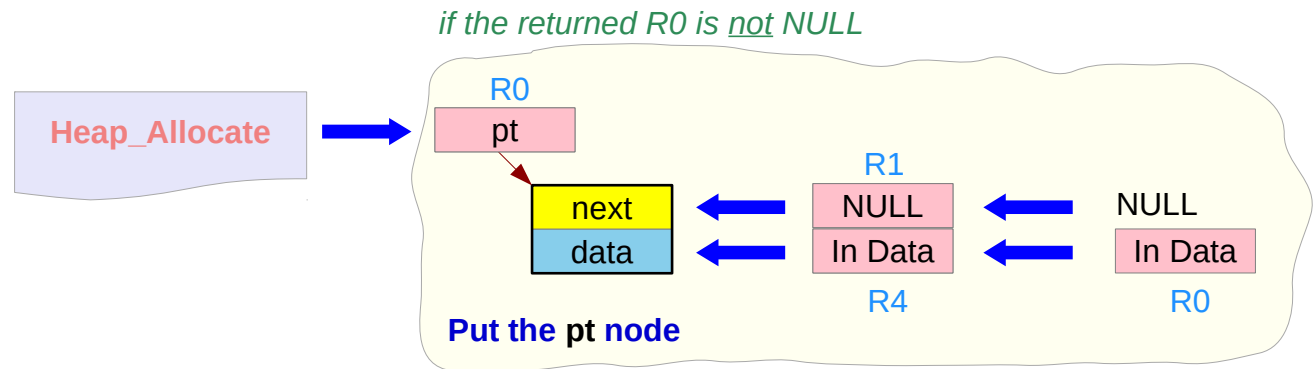 if the returned R0 is not NULL
Heap_Allocate
R0
pt
R1
next
NULL
NULL
data
In Data
In Data
R4
R0
Put the pt node